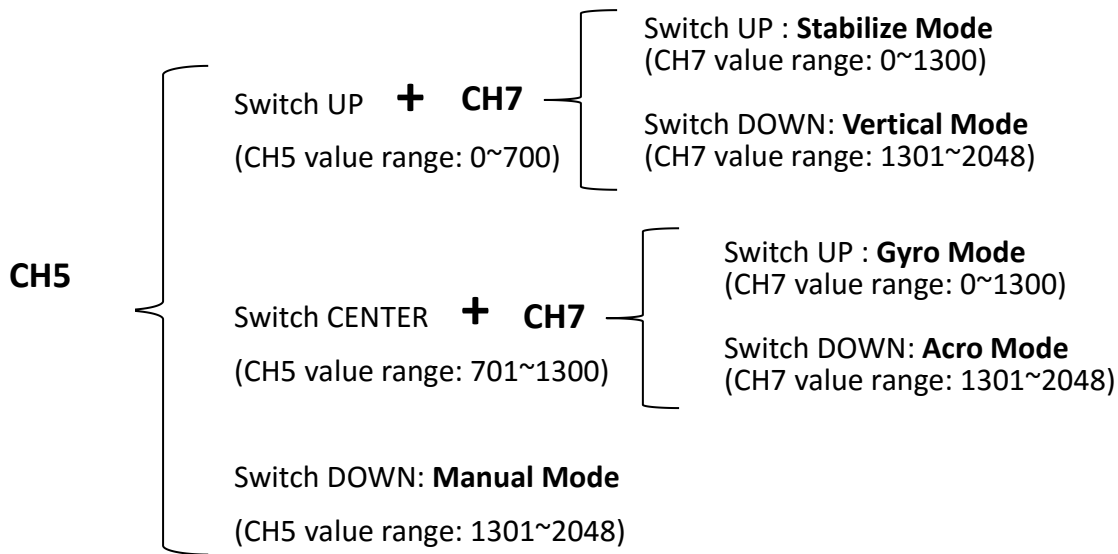 CH5
Switch UP + CH7
(CH5 value range: 0~700)
Switch UP : Stabilize Mode
(CH7 value range: 0~1300)
Switch DOWN: Vertical Mode
(CH7 value range: 1301~2048)
Switch CENTER + CH7
(CH5 value range: 701~1300)
Switch UP : Gyro Mode
(CH7 value range: 0~1300)
Switch DOWN: Acro Mode
(CH7 value range: 1301~2048)
Switch DOWN: Manual Mode
(CH5 value range: 1301~2048)